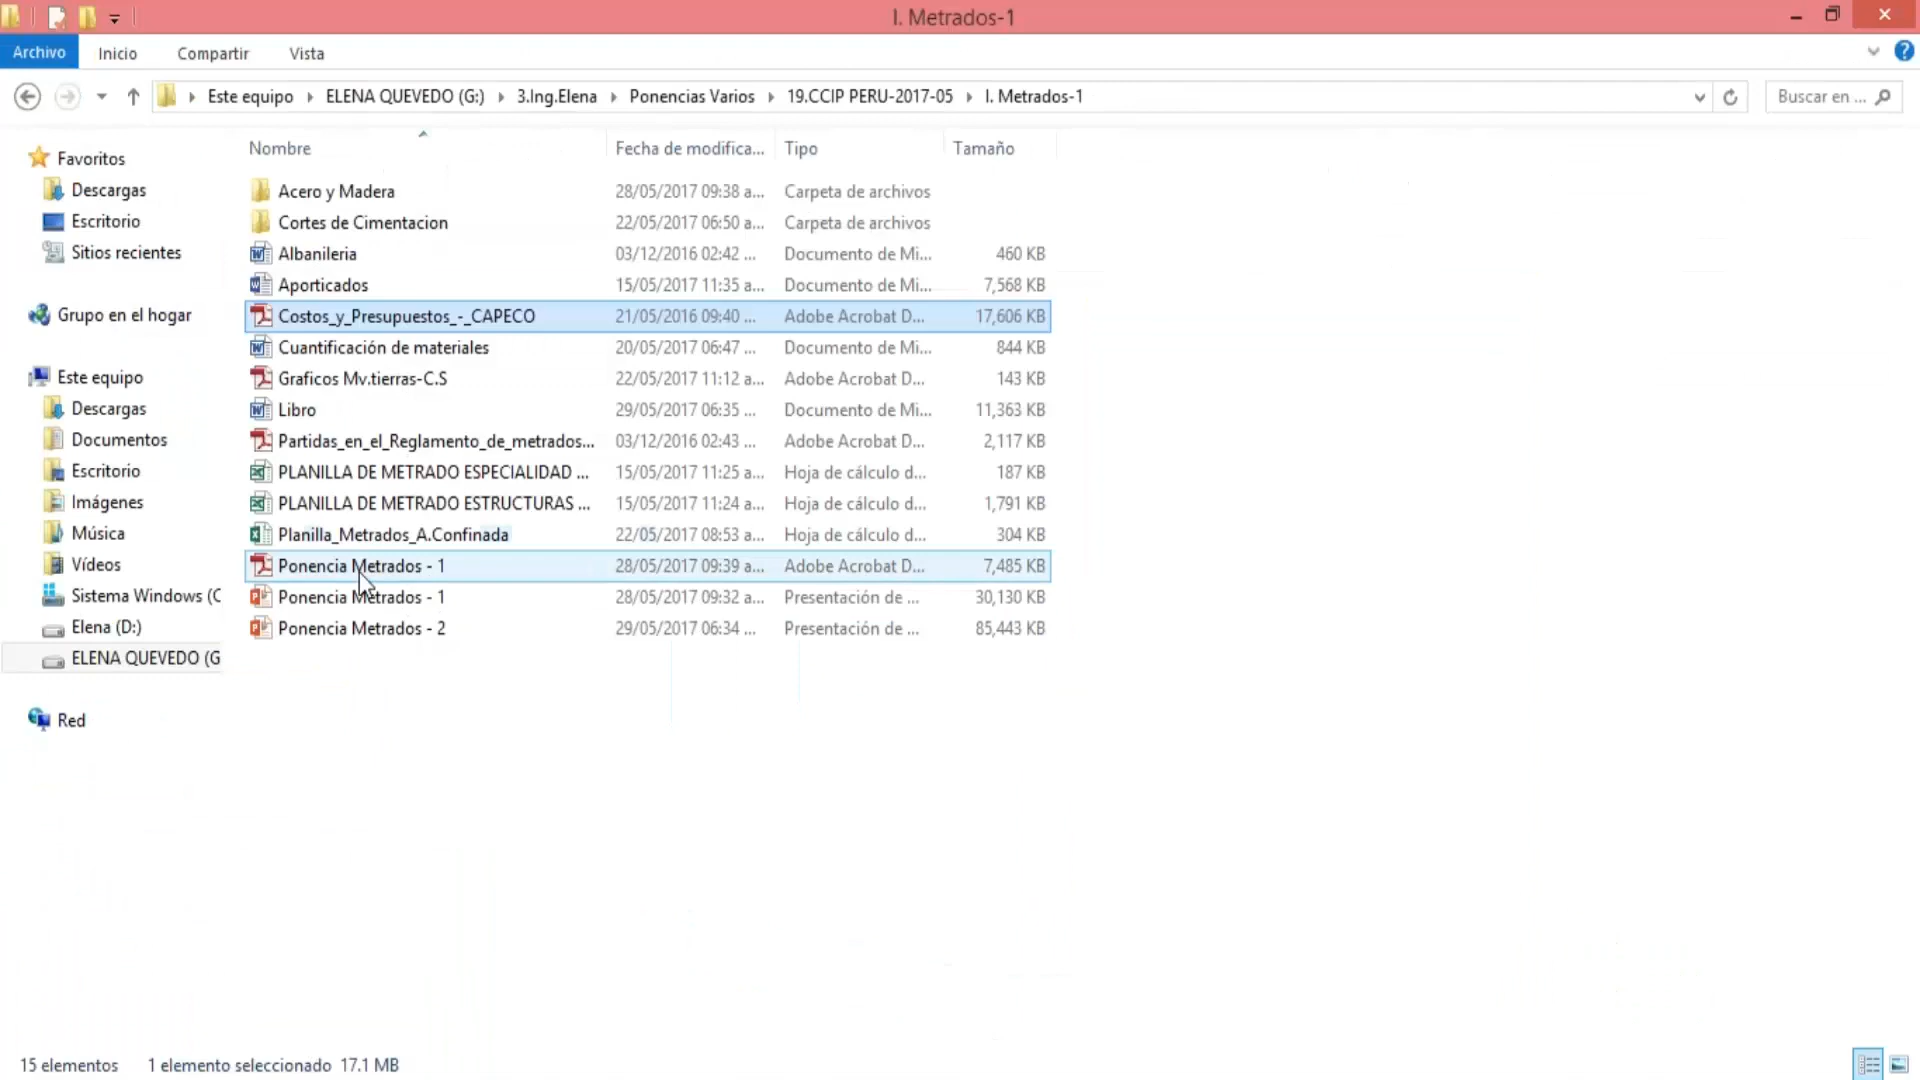 I. Metrados-1
Archivo Inicio Compartir Vista
Este equipo ELENA QUEVEDO (G:) 3.Ing.Elena Ponencias Varios 19.CCIP PERU-2017-05 I. Metrados-1 Buscar en ...
Nombre Fecha de modifica... Tipo Tamaño
Favoritos
Descargas
Escritorio
Sitios recientes
Grupo en el hogar
Este equipo
Descargas
Documentos
Escritorio
Imágenes
Música
Vídeos
Sistema Windows (C
Elena (D:)
ELENA QUEVEDO (G
Red
Acero y Madera 28/05/2017 09:38 a... Carpeta de archivos
Cortes de Cimentacion 22/05/2017 06:50 a... Carpeta de archivos
Albanileria 03/12/2016 02:42 ... Documento de Mi... 460 KB
Aporticados 15/05/2017 11:35 a... Documento de Mi... 7,568 KB
Costos_y_Presupuestos_-_CAPECO 21/05/2016 09:40 ... Adobe Acrobat D... 17,606 KB
Cuantificación de materiales 20/05/2017 06:47 ... Documento de Mi... 844 KB
Graficos Mv.tierras-C.S 22/05/2017 11:12 a... Adobe Acrobat D... 143 KB
Libro 29/05/2017 06:35 ... Documento de Mi... 11,363 KB
Partidas_en_el_Reglamento_de_metrados... 03/12/2016 02:43 ... Adobe Acrobat D... 2,117 KB
PLANILLA DE METRADO ESPECIALIDAD ... 15/05/2017 11:25 a... Hoja de cálculo d... 187 KB
PLANILLA DE METRADO ESTRUCTURAS ... 15/05/2017 11:24 a... Hoja de cálculo d... 1,791 KB
Planilla_Metrados_A.Confinada 22/05/2017 08:53 a... Hoja de cálculo d... 304 KB
Ponencia Metrados - 1 28/05/2017 09:39 a... Adobe Acrobat D... 7,485 KB
Ponencia Metrados - 1 28/05/2017 09:32 a... Presentación de ... 30,130 KB
Ponencia Metrados - 2 29/05/2017 06:34 ... Presentación de ... 85,443 KB
15 elementos 1 elemento seleccionado 17.1 MB